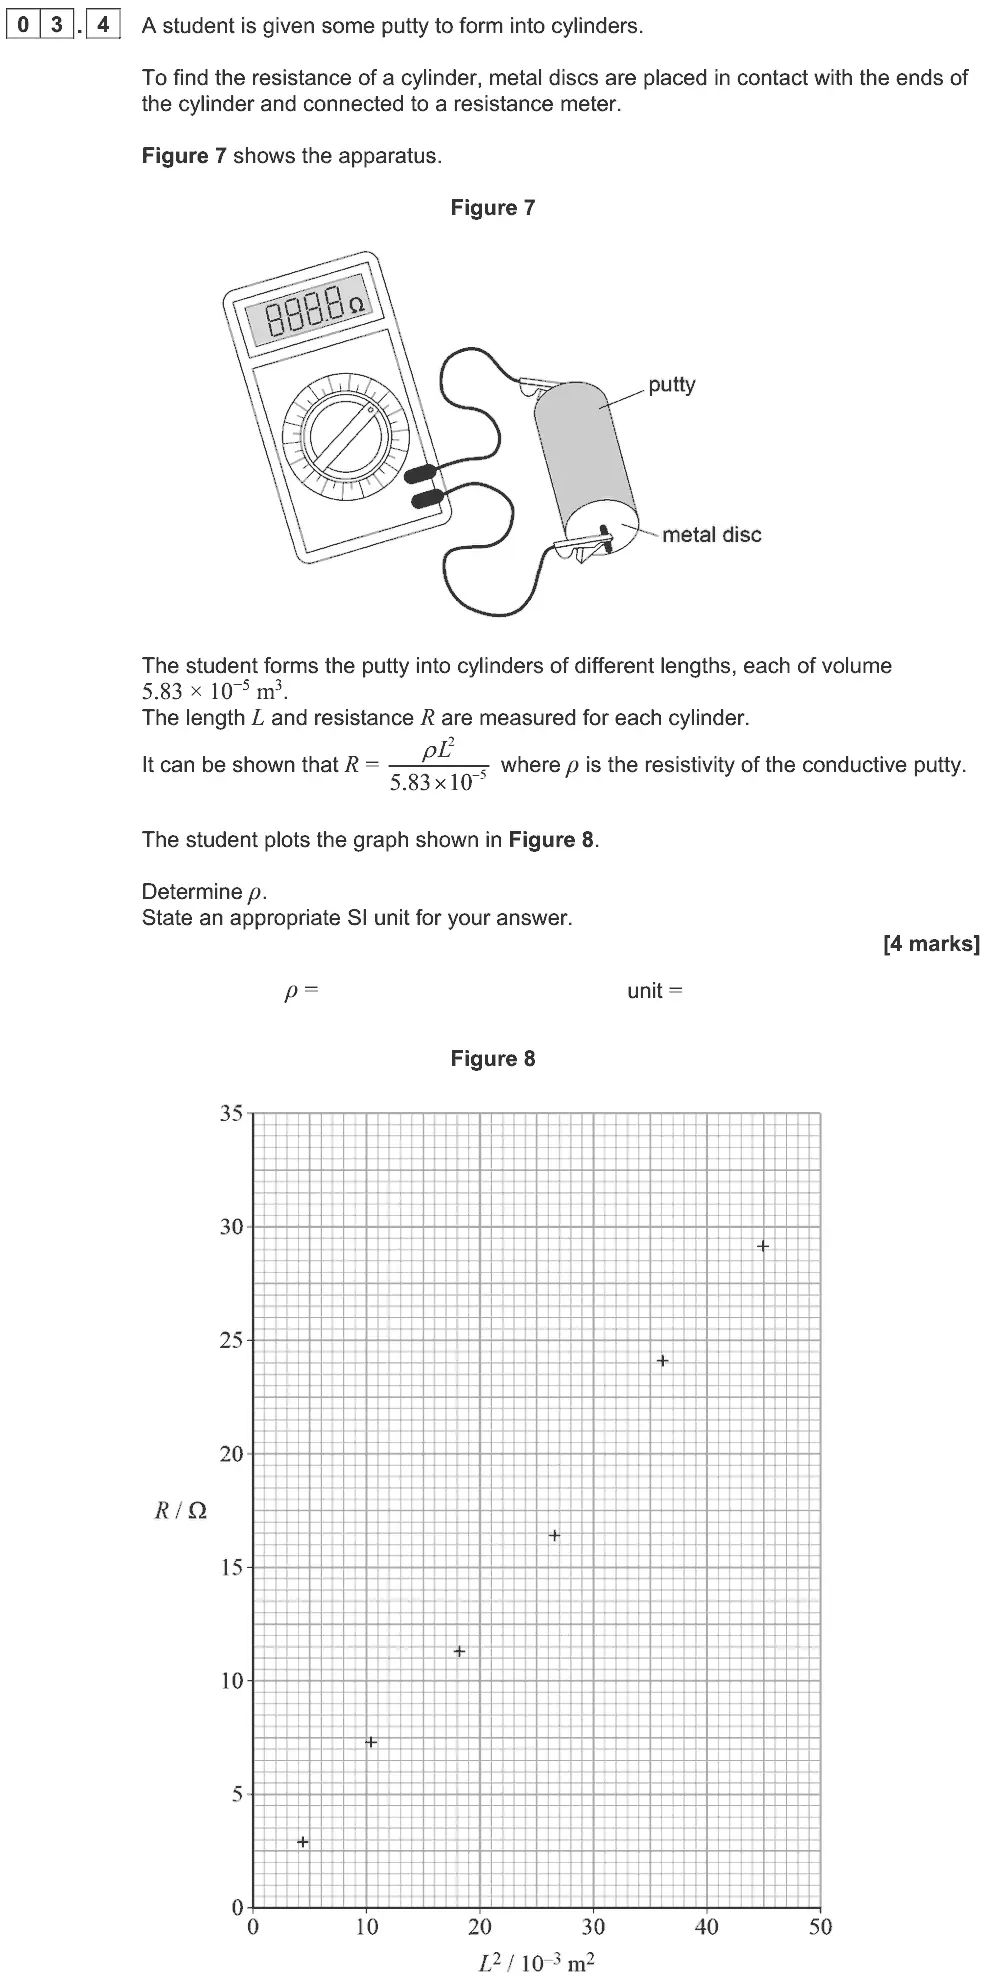 0 3 . 4 A student is given some putty to form into cylinders.
To find the resistance of a cylinder, metal discs are placed in contact with the ends of
the cylinder and connected to a resistance meter.
Figure 7 shows the apparatus.
Figure 7
888.8 Ω
putty
metal disc
The student forms the putty into cylinders of different lengths, each of volume
5.83 × 10⁻⁵ m³.
The length L and resistance R are measured for each cylinder.
It can be shown that R = ρL² / 5.83×10⁻⁵ where ρ is the resistivity of the conductive putty.
The student plots the graph shown in Figure 8.
Determine ρ.
State an appropriate SI unit for your answer.
[4 marks]
ρ = unit =
Figure 8
35
30
25
20
R / Ω
15
10
5
0
0 10 20 30 40 50
L² / 10⁻³ m²